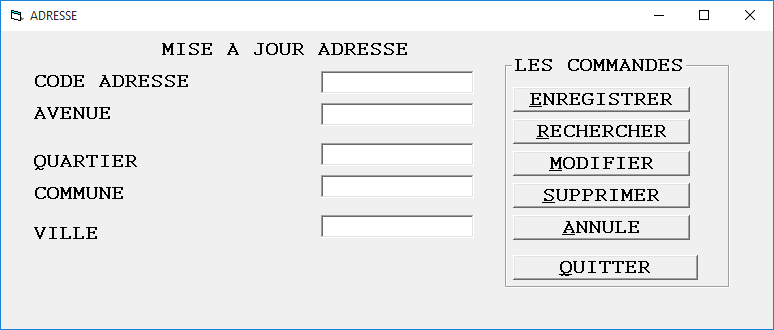 ADRESSE
MISE A JOUR ADRESSE
CODE ADRESSE
AVENUE
QUARTIER
COMMUNE
VILLE
LES COMMANDES
ENREGISTRER
RECHERCHER
MODIFIER
SUPPRIMER
ANNULE
QUITTER